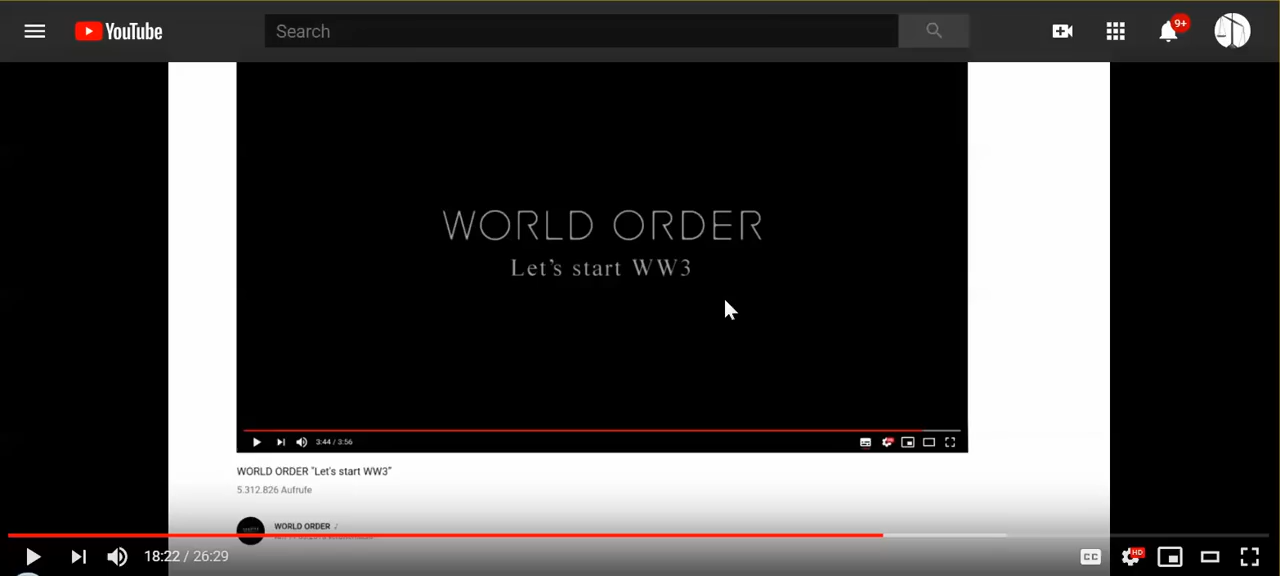 YouTube
Search
9+
WORLD ORDER
Let's start WW3
3:44 / 3:56
WORLD ORDER "Let's start WW3"
5.312.826 Aufrufe
WORLD ORDER ♪
18:22 / 26:29
CC
HD